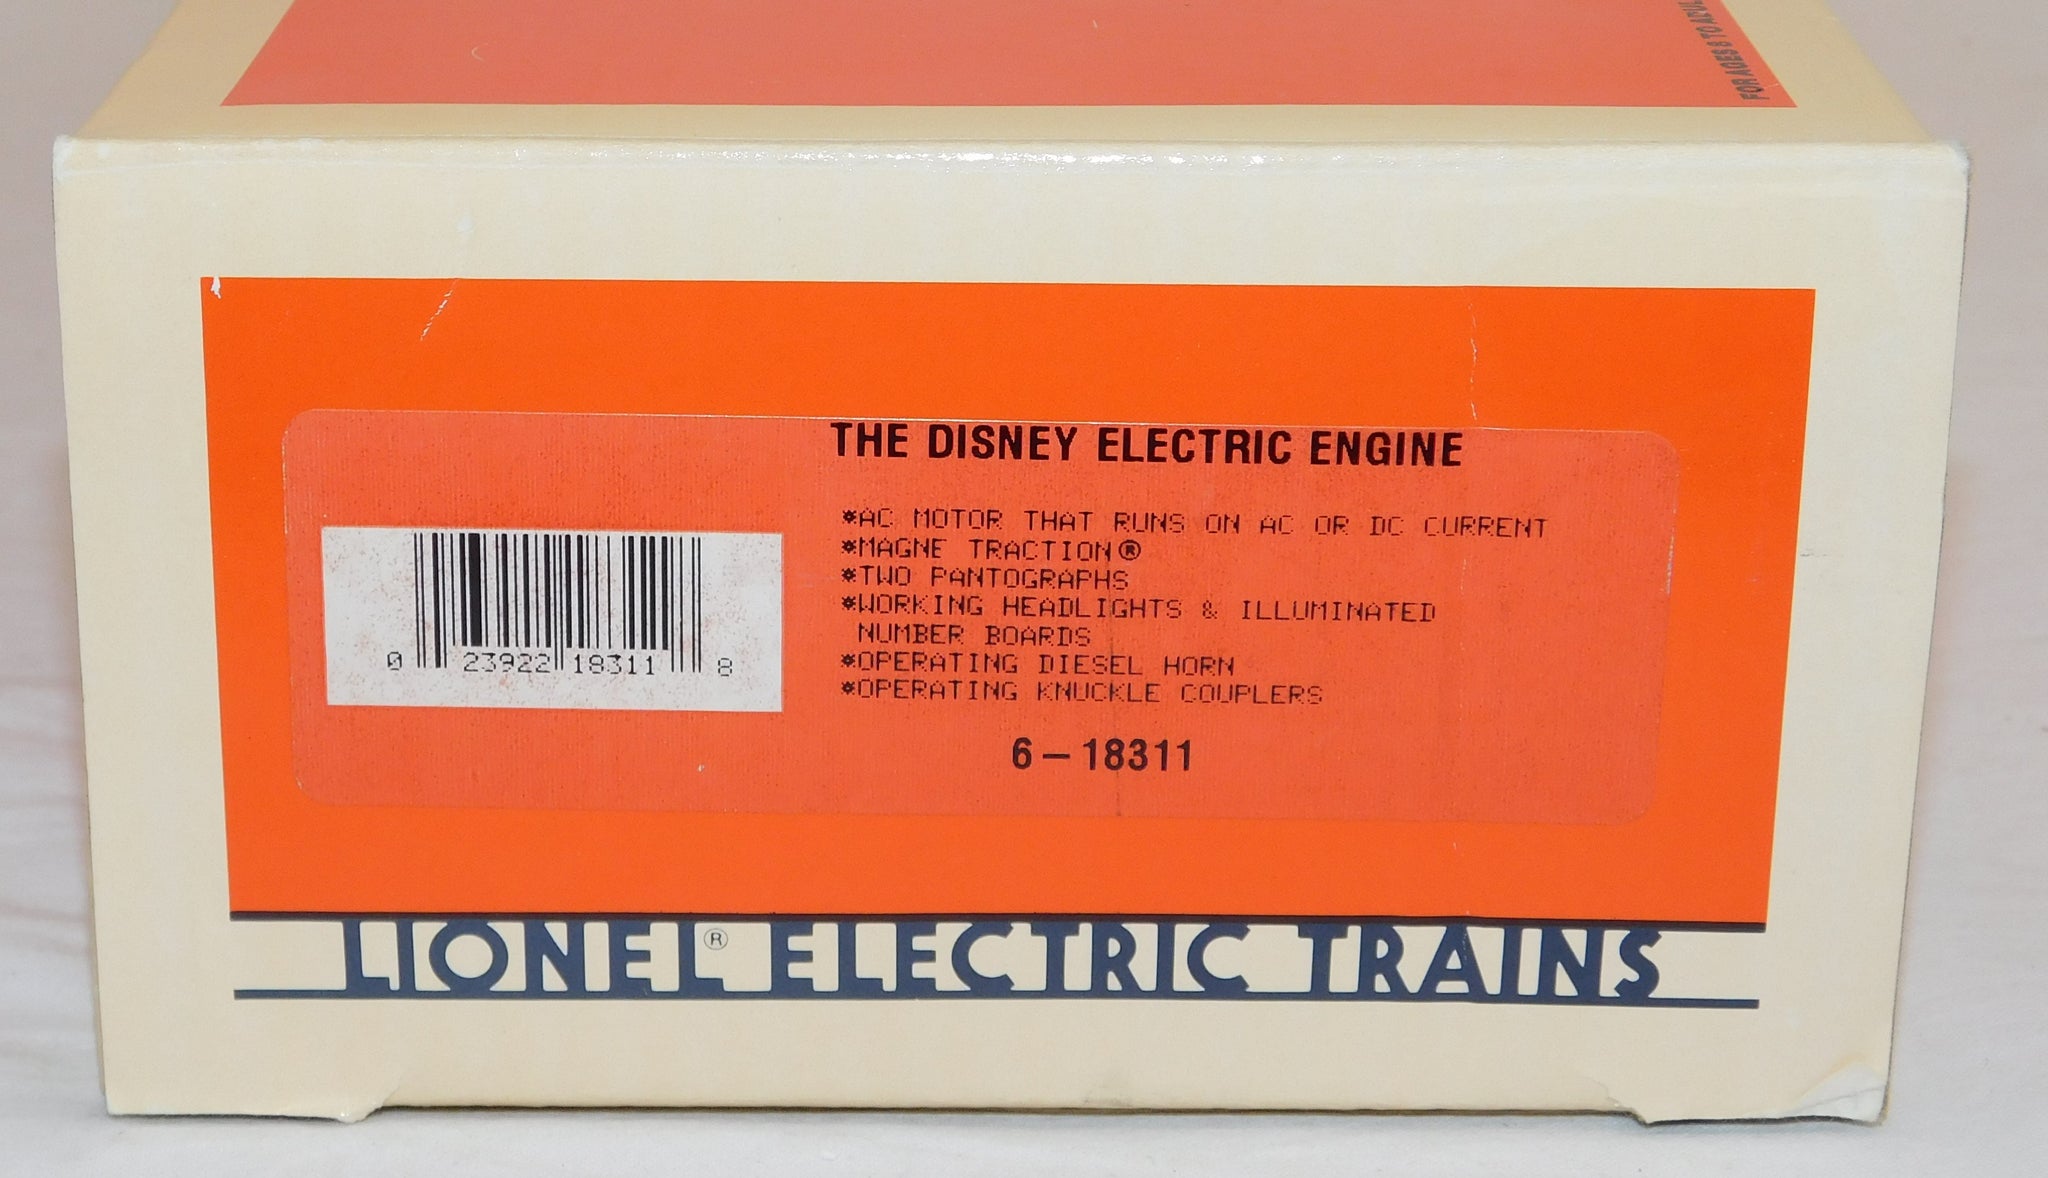 FOR AGES 8 TO ADUL
THE DISNEY ELECTRIC ENGINE
*AC MOTOR THAT RUNS ON AC OR DC CURRENT
*MAGNE TRACTION®
*TWO PANTOGRAPHS
*WORKING HEADLIGHTS & ILLUMINATED
NUMBER BOARDS
*OPERATING DIESEL HORN
*OPERATING KNUCKLE COUPLERS
6-18311
0 23922 18311 8
LIONEL® ELECTRIC TRAINS